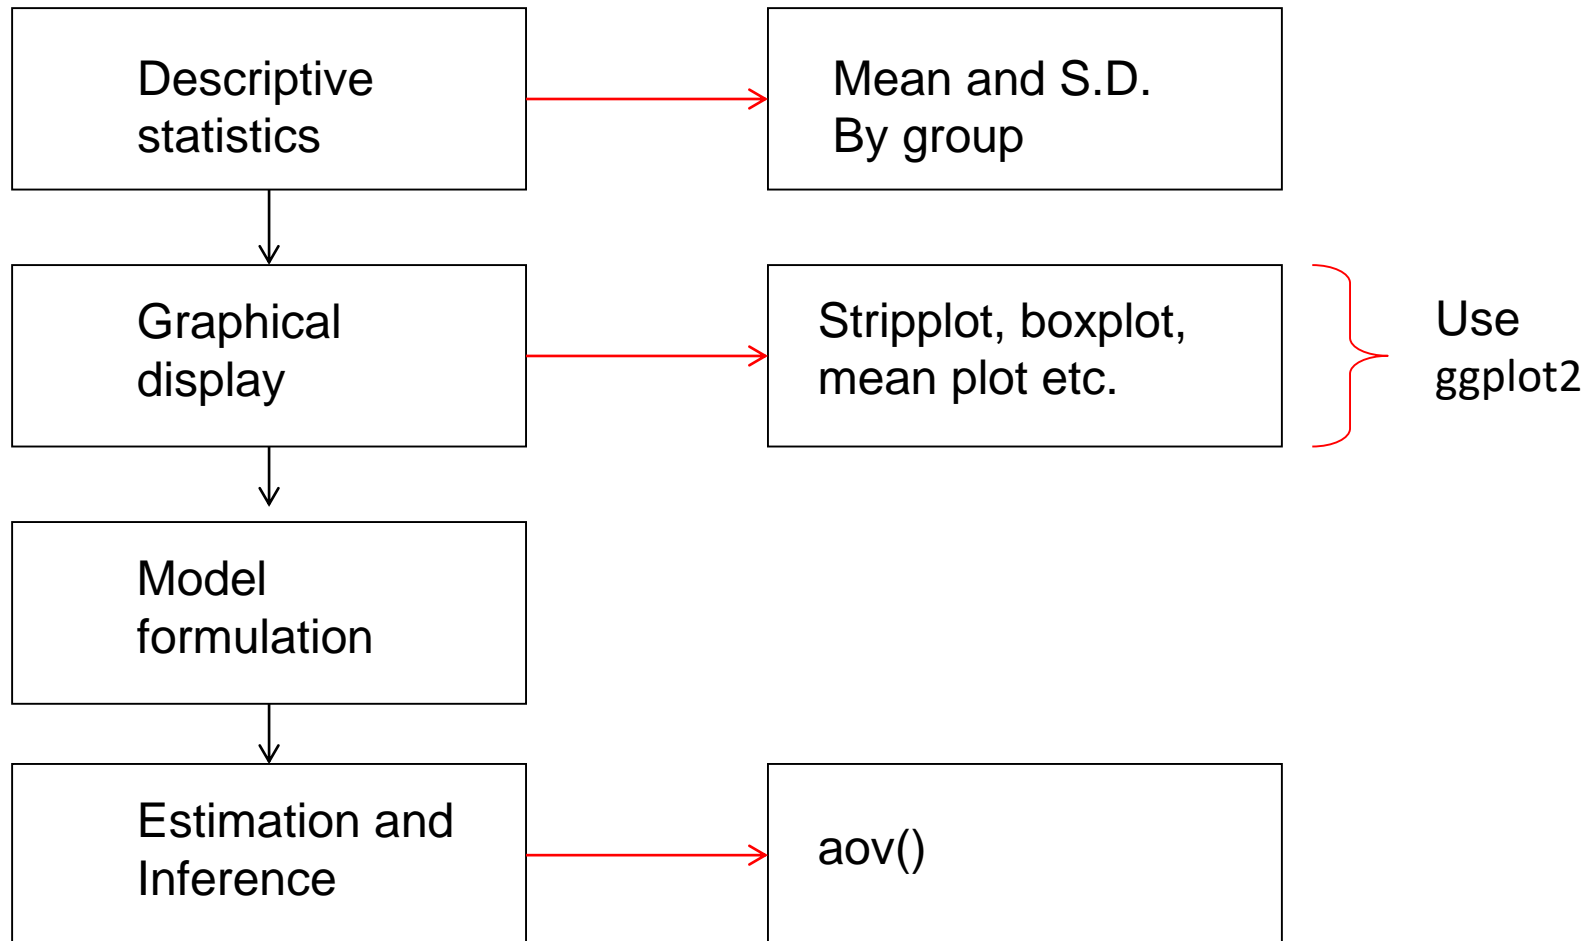 Descriptive
statistics
Mean and S.D.
By group
Graphical
display
Stripplot, boxplot,
mean plot etc.
Use
ggplot2
Model
formulation
Estimation and
Inference
aov()